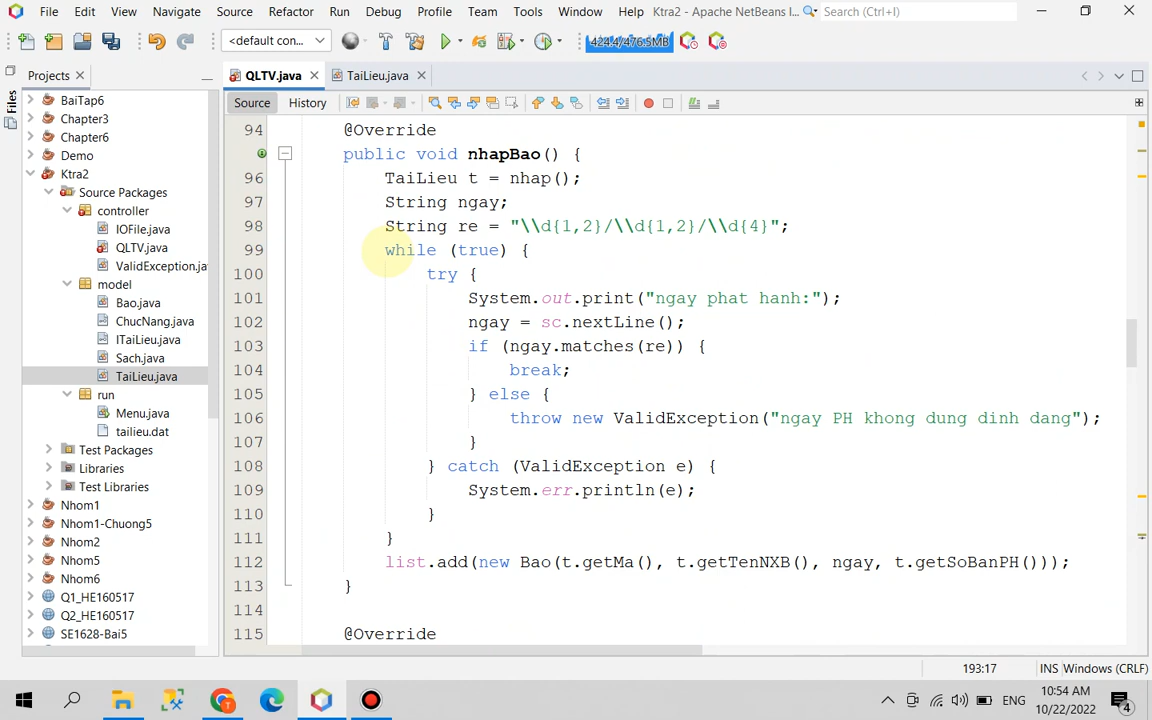 File Edit View Navigate Source Refactor Run Debug Profile Team Tools Window Help Ktra2 - Apache NetBeans I... Search (Ctrl+I)
<default con... 424.4/476.5MB
Projects QLTV.java TaiLieu.java
Files
Source History
BaiTap6
Chapter3
Chapter6
Demo
Ktra2
Source Packages
controller
IOFile.java
QLTV.java
ValidException.ja
model
Bao.java
ChucNang.java
ITaiLieu.java
Sach.java
TaiLieu.java
run
Menu.java
tailieu.dat
Test Packages
Libraries
Test Libraries
Nhom1
Nhom1-Chuong5
Nhom2
Nhom5
Nhom6
Q1_HE160517
Q2_HE160517
SE1628-Bai5
94 @Override
public void nhapBao() {
96 TaiLieu t = nhap();
97 String ngay;
98 String re = "\\d{1,2}/\\d{1,2}/\\d{4}";
99 while (true) {
100 try {
101 System.out.print("ngay phat hanh:");
102 ngay = sc.nextLine();
103 if (ngay.matches(re)) {
104 break;
105 } else {
106 throw new ValidException("ngay PH khong dung dinh dang");
107 }
108 } catch (ValidException e) {
109 System.err.println(e);
110 }
111 }
112 list.add(new Bao(t.getMa(), t.getTenNXB(), ngay, t.getSoBanPH()));
113 }
114
115 @Override
193:17 INS Windows (CRLF)
ENG 10:54 AM
10/22/2022 4